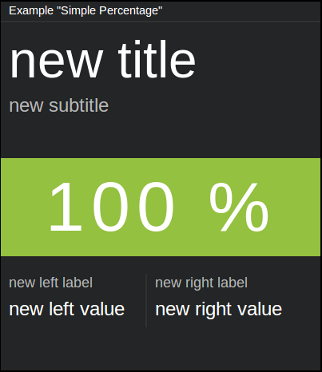 Example "Simple Percentage"
new title
new subtitle
100 %
new left label
new right label
new left value
new right value